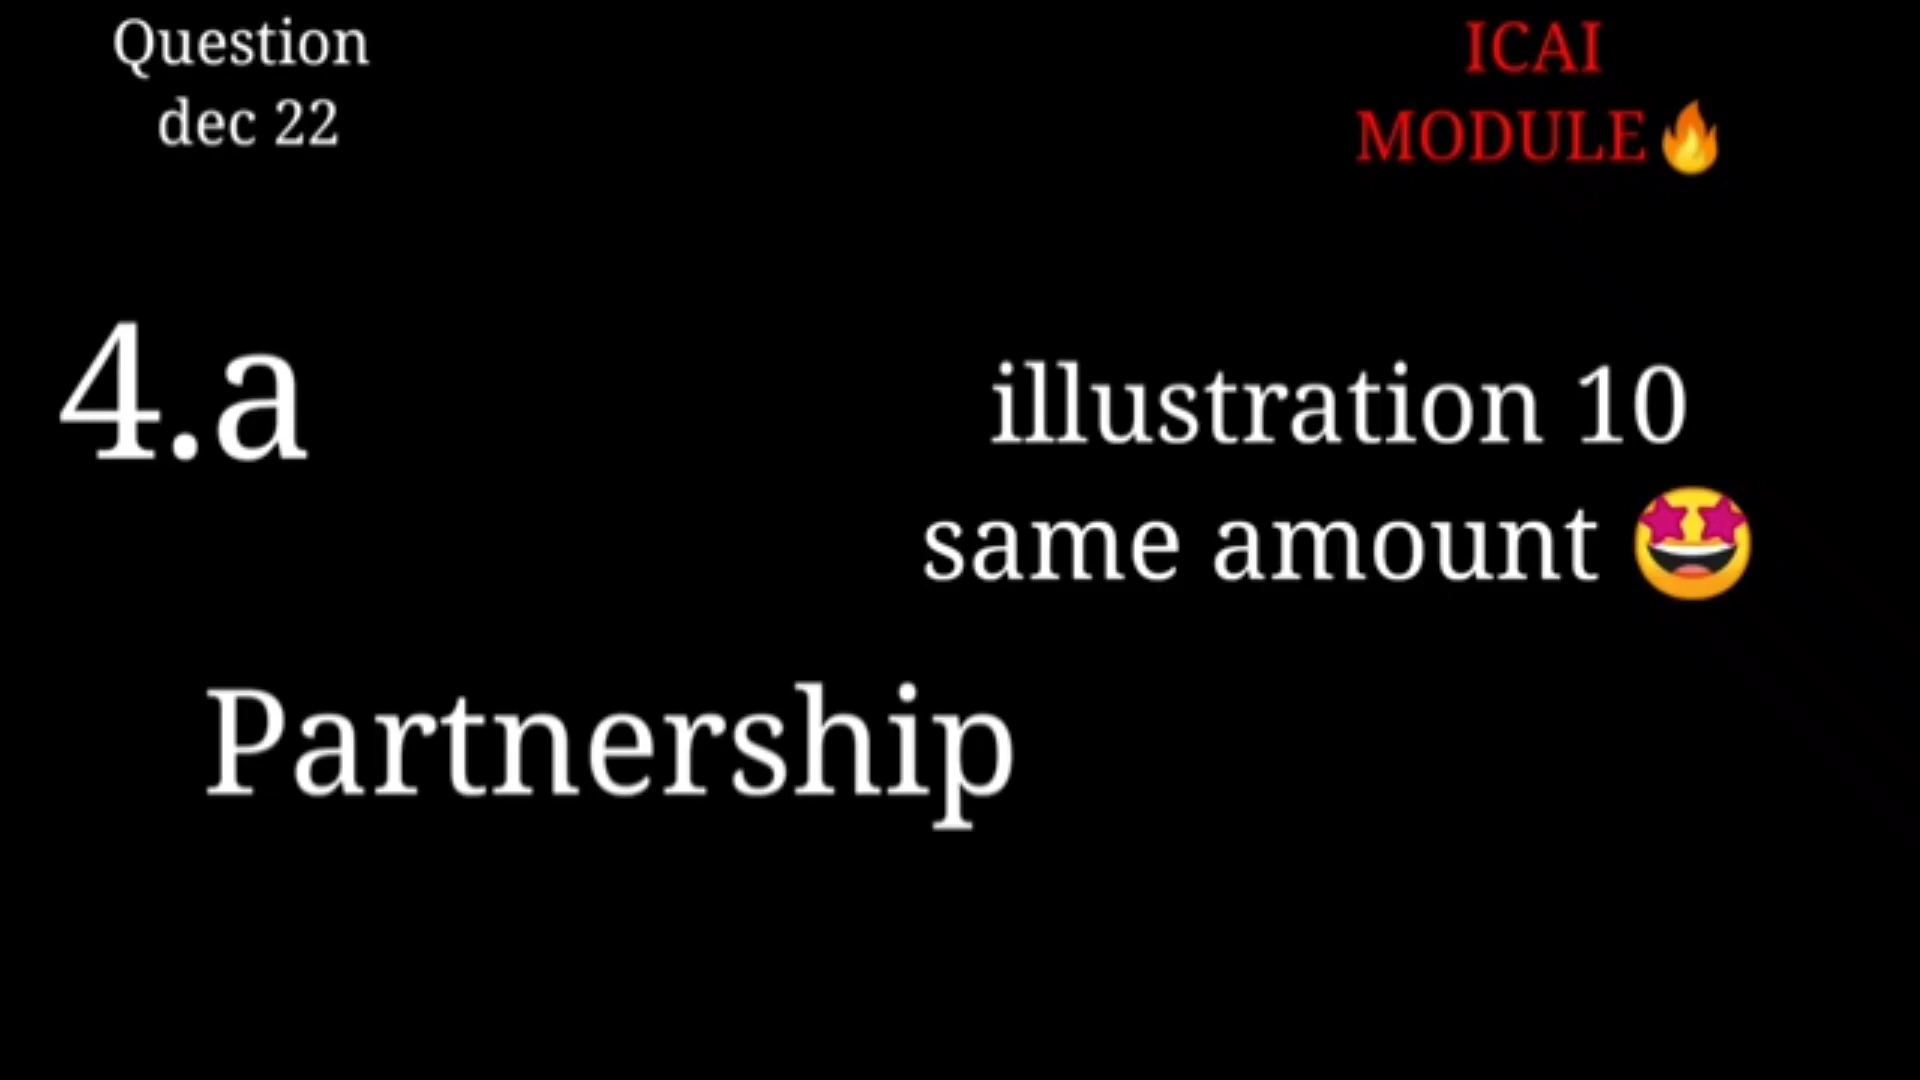 Question
dec 22
ICAI
MODULE🔥
4.a
illustration 10
same amount 🤩
Partnership